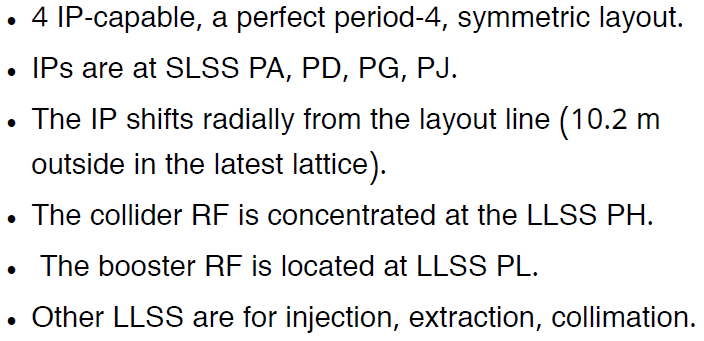 • 4 IP-capable, a perfect period-4, symmetric layout.
• IPs are at SLSS PA, PD, PG, PJ.
• The IP shifts radially from the layout line (10.2 m
outside in the latest lattice).
• The collider RF is concentrated at the LLSS PH.
• The booster RF is located at LLSS PL.
• Other LLSS are for injection, extraction, collimation.